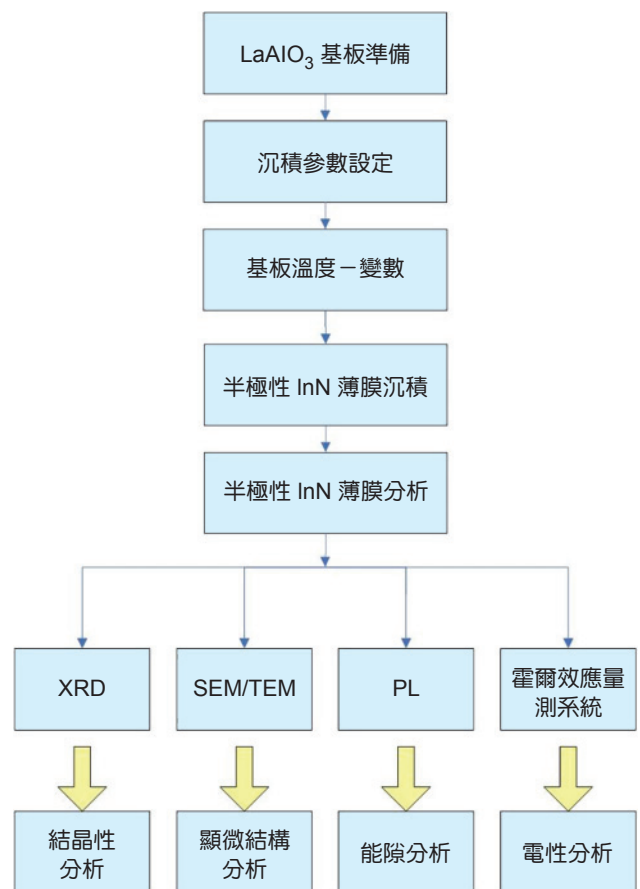 LaAlO₃ 基板準備
沉積參數設定
基板溫度－變數
半極性 InN 薄膜沉積
半極性 InN 薄膜分析
XRD
SEM/TEM
PL
霍爾效應量
測系統
結晶性
分析
顯微結構
分析
能隙分析
電性分析